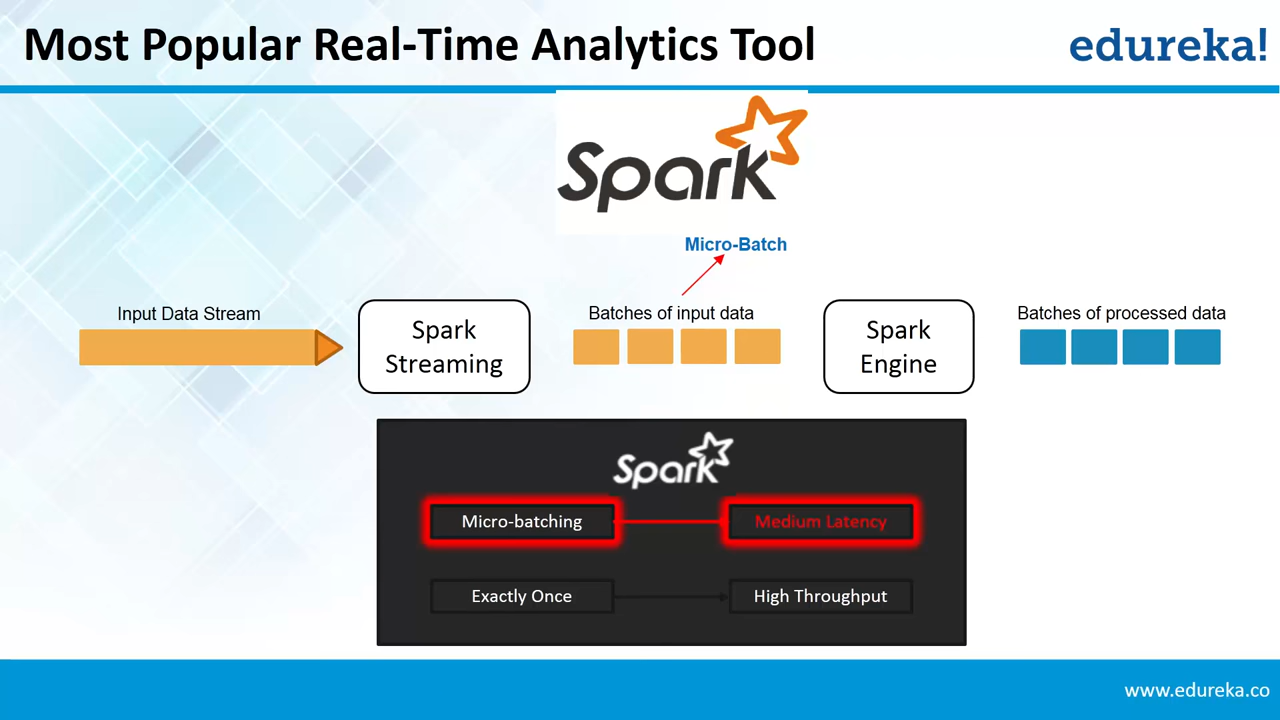 Most Popular Real-Time Analytics Tool
edureka!
Spark
Micro-Batch
Input Data Stream
Spark
Streaming
Batches of input data
Spark
Engine
Batches of processed data
Spark
Micro-batching
Medium Latency
Exactly Once
High Throughput
www.edureka.co